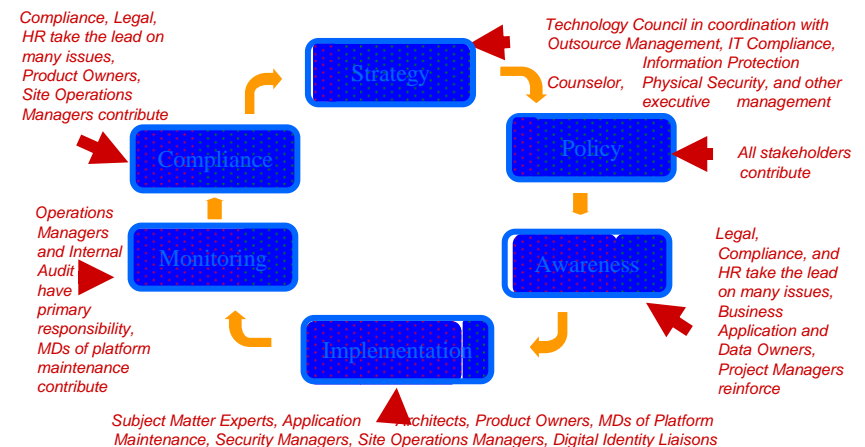 Compliance, Legal,
HR take the lead on
many issues,
Product Owners,
Site Operations
Managers contribute
Technology Council in coordination with
Outsource Management, IT Compliance,
Information Protection
Counselor, Physical Security, and other
executive management
Strategy
Compliance
Policy
All stakeholders
contribute
Operations
Managers
and Internal
Audit
have
primary
responsibility,
MDs of platform
maintenance
contribute
Monitoring
Awareness
Legal,
Compliance, and
HR take the lead
on many issues,
Business
Application and
Data Owners,
Project Managers
reinforce
Implementation
Subject Matter Experts, Application Architects, Product Owners, MDs of Platform
Maintenance, Security Managers, Site Operations Managers, Digital Identity Liaisons